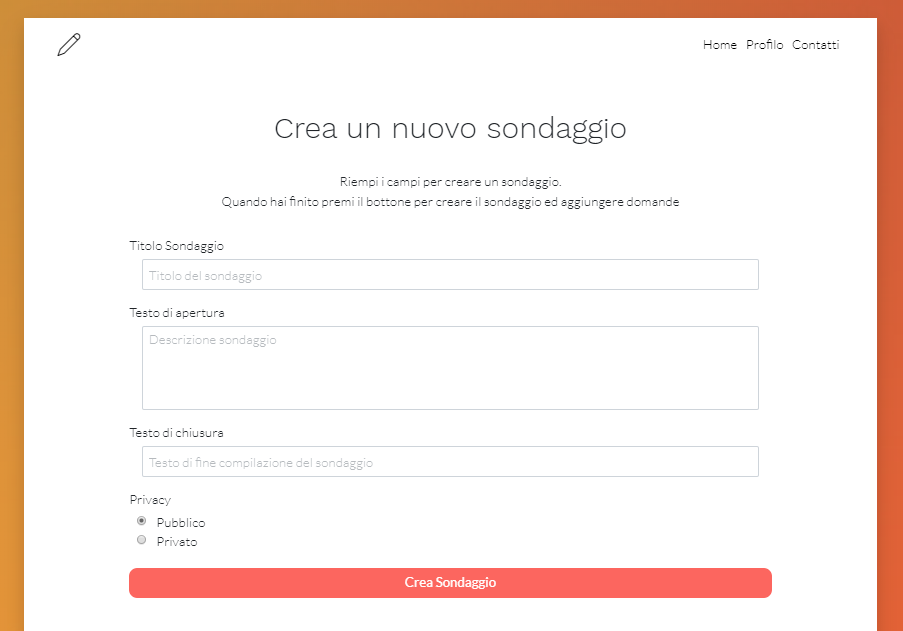 Home Profilo Contatti
Crea un nuovo sondaggio
Riempi i campi per creare un sondaggio.
Quando hai finito premi il bottone per creare il sondaggio ed aggiungere domande
Titolo Sondaggio
Titolo del sondaggio
Testo di apertura
Descrizione sondaggio
Testo di chiusura
Testo di fine compilazione del sondaggio
Privacy
Pubblico
Privato
Crea Sondaggio